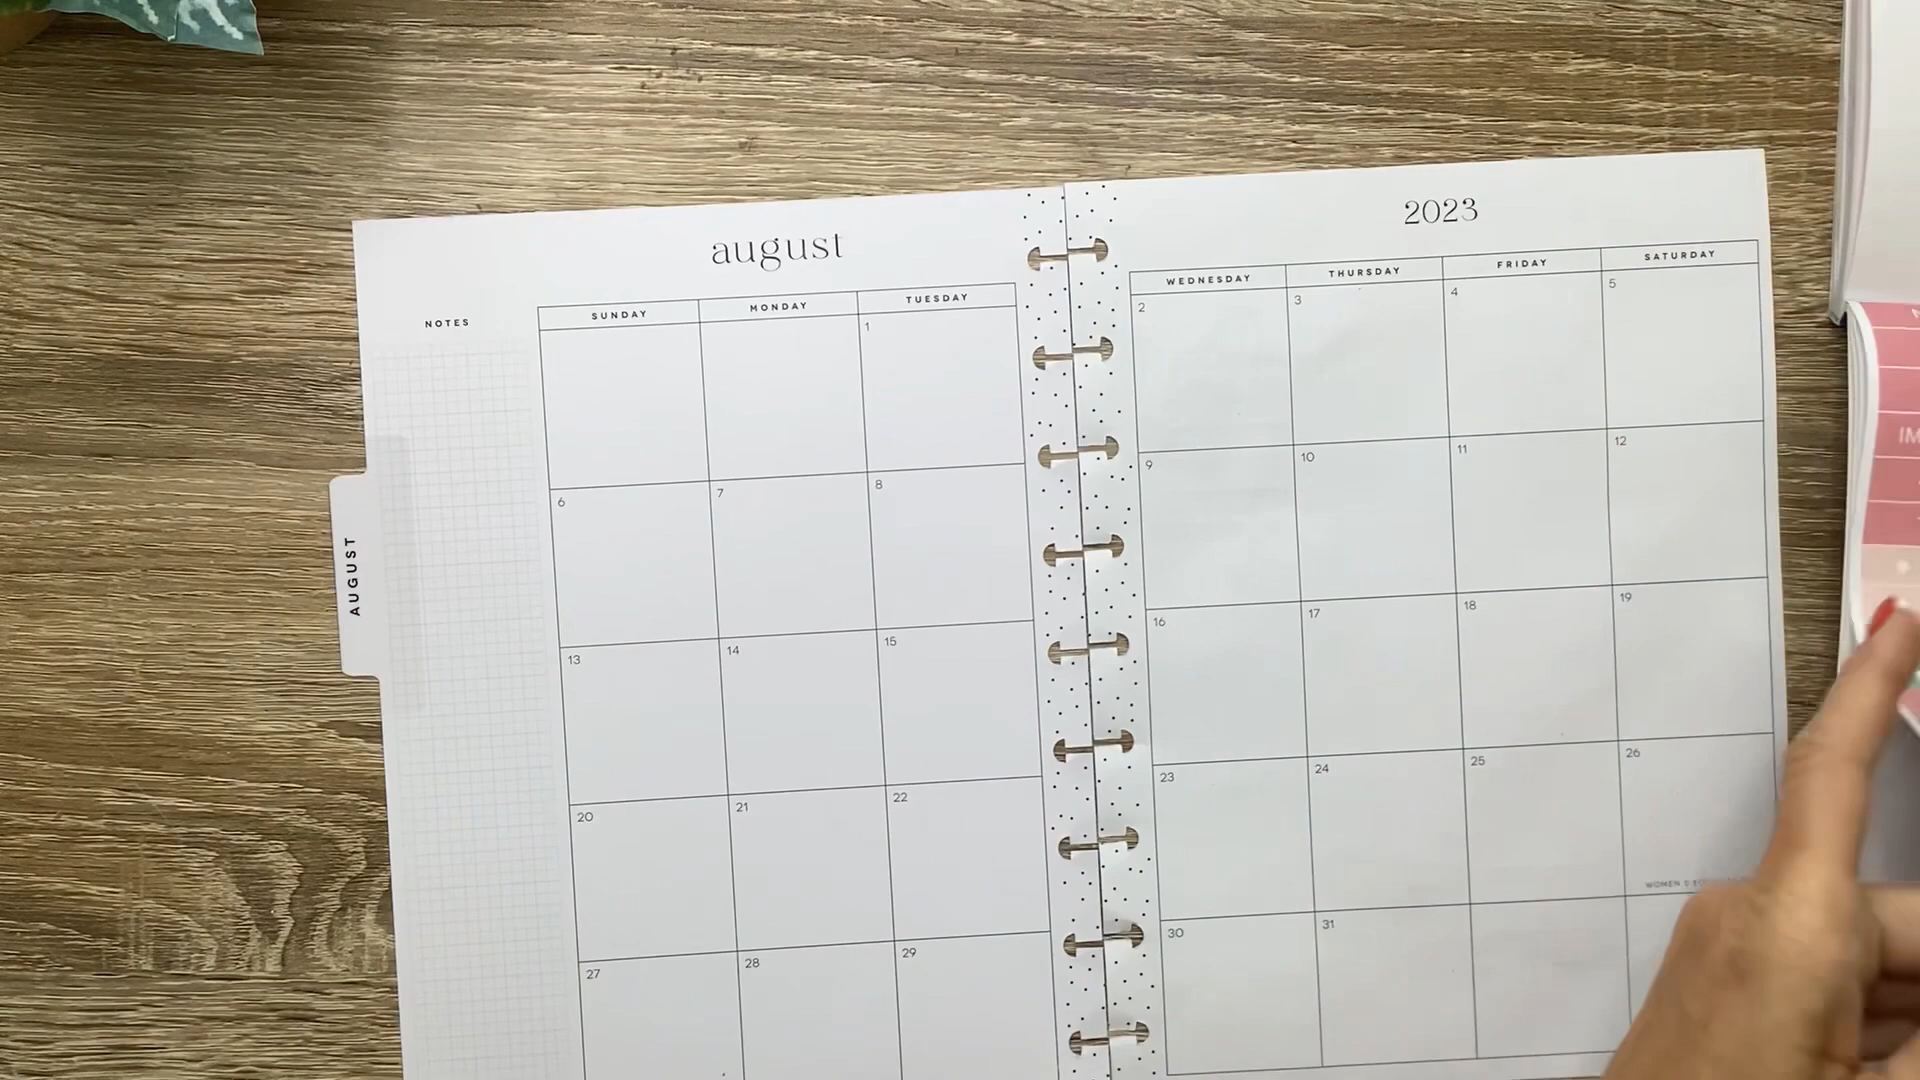 august
2023
NOTES
SUNDAY MONDAY TUESDAY WEDNESDAY THURSDAY FRIDAY SATURDAY
1 2 3 4 5
6 7 8 9 10 11 12
13 14 15 16 17 18 19
20 21 22 23 24 25 26
WOMEN
27 28 29 30 31
AUGUST
IM